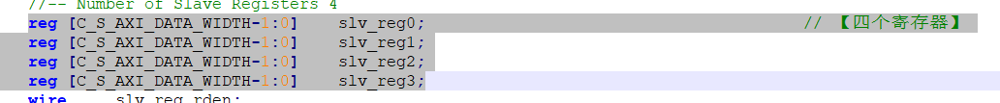 //-- Number of Slave Registers 4
reg [C_S_AXI_DATA_WIDTH-1:0] slv_reg0; // 【四个寄存器】
reg [C_S_AXI_DATA_WIDTH-1:0] slv_reg1;
reg [C_S_AXI_DATA_WIDTH-1:0] slv_reg2;
reg [C_S_AXI_DATA_WIDTH-1:0] slv_reg3;
wire slv_reg_rden;